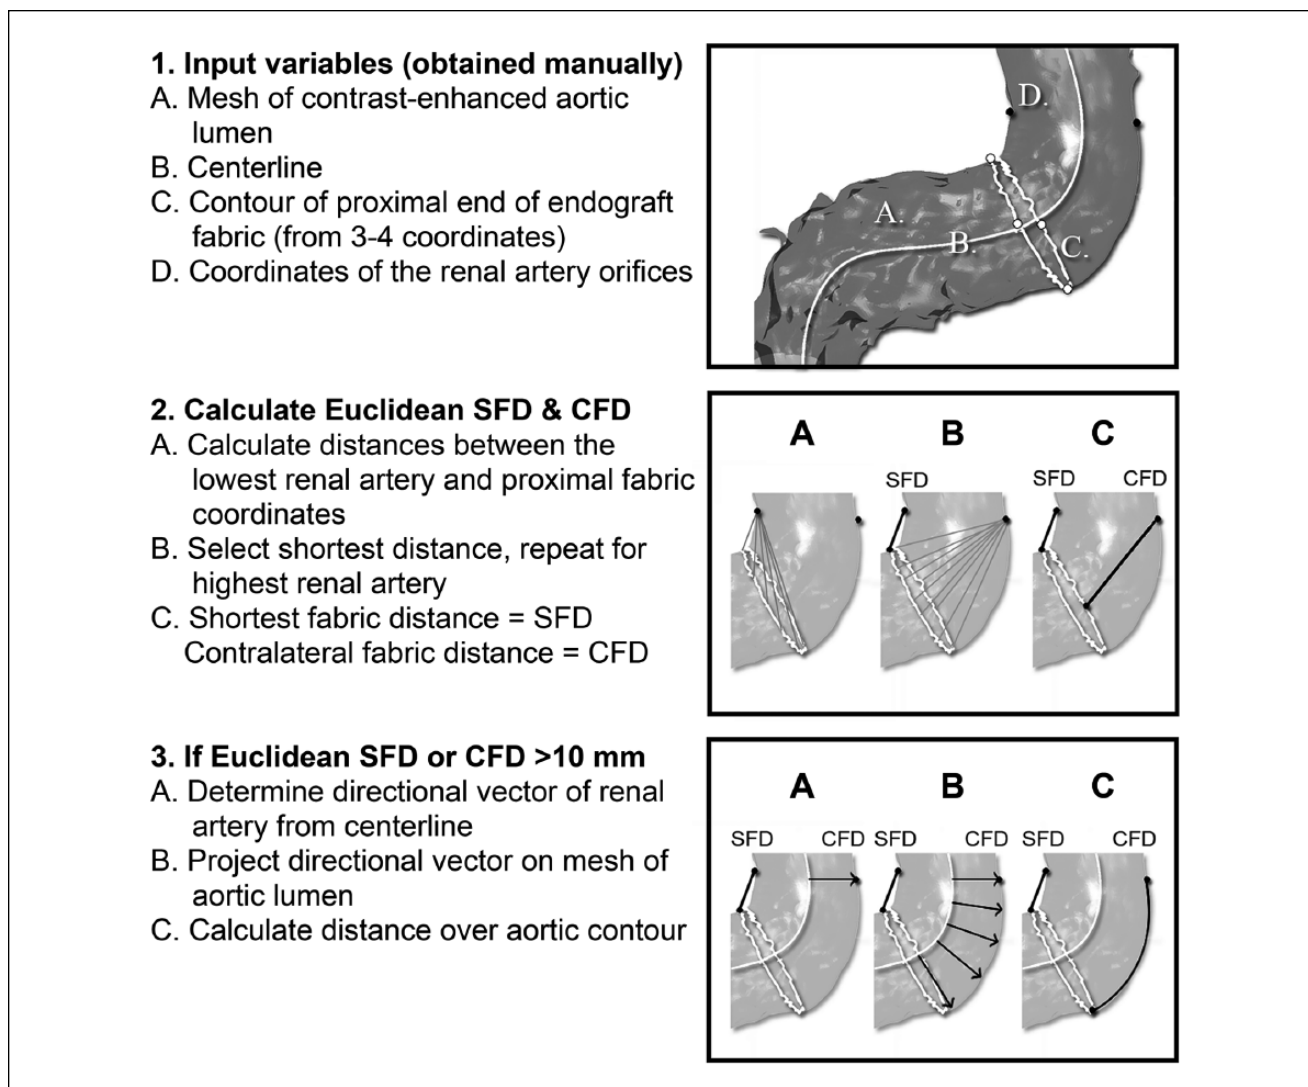 1. Input variables (obtained manually)
A. Mesh of contrast-enhanced aortic
lumen
B. Centerline
C. Contour of proximal end of endograft
fabric (from 3-4 coordinates)
D. Coordinates of the renal artery orifices
D.
A.
B.
C.
2. Calculate Euclidean SFD & CFD
A. Calculate distances between the
lowest renal artery and proximal fabric
coordinates
B. Select shortest distance, repeat for
highest renal artery
C. Shortest fabric distance = SFD
Contralateral fabric distance = CFD
A B C
SFD SFD CFD
3. If Euclidean SFD or CFD >10 mm
A. Determine directional vector of renal
artery from centerline
B. Project directional vector on mesh of
aortic lumen
C. Calculate distance over aortic contour
A B C
SFD CFD SFD CFD SFD CFD